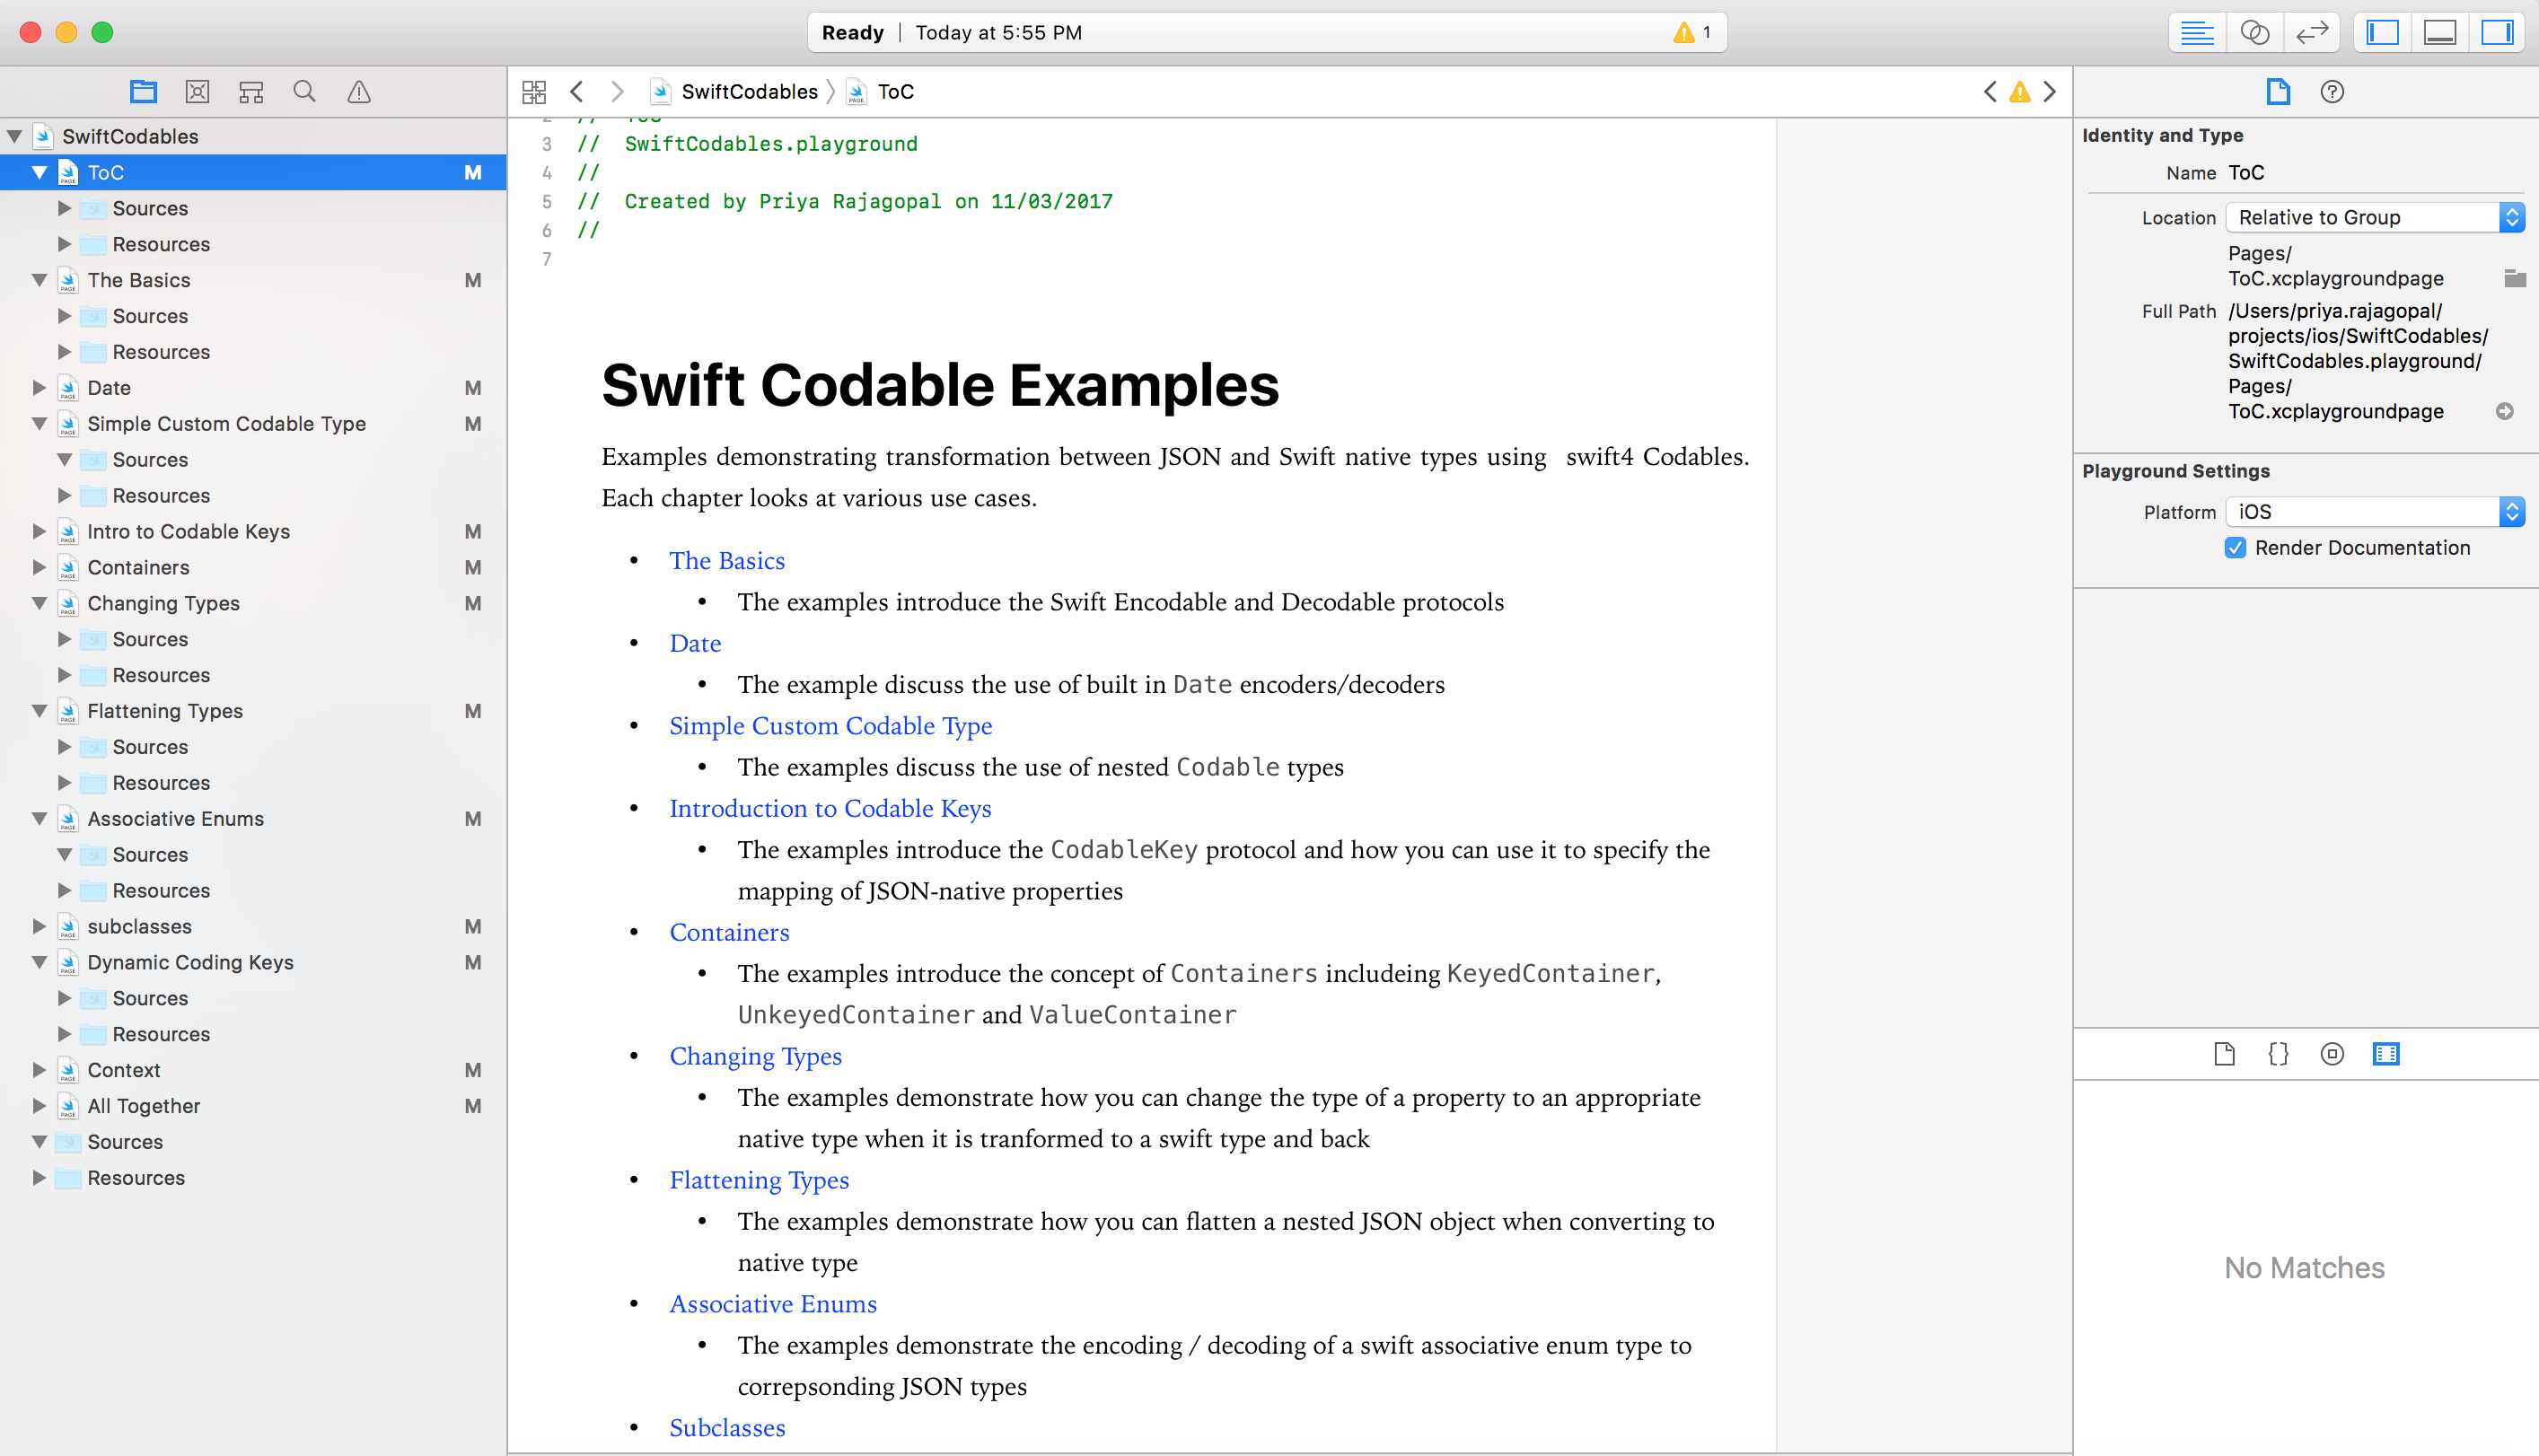 Ready | Today at 5:55 PM
1
SwiftCodables
ToC M
Sources
Resources
The Basics M
Sources
Resources
Date M
Simple Custom Codable Type M
Sources
Resources
Intro to Codable Keys M
Containers M
Changing Types M
Sources
Resources
Flattening Types M
Sources
Resources
Associative Enums M
Sources
Resources
subclasses M
Dynamic Coding Keys M
Sources
Resources
Context M
All Together M
Sources
Resources
SwiftCodables ToC
2 // ToC
3 // SwiftCodables.playground
4 //
5 // Created by Priya Rajagopal on 11/03/2017
6 //
7
Swift Codable Examples
Examples demonstrating transformation between JSON and Swift native types using swift4 Codables.
Each chapter looks at various use cases.
• The Basics
• The examples introduce the Swift Encodable and Decodable protocols
• Date
• The example discuss the use of built in Date encoders/decoders
• Simple Custom Codable Type
• The examples discuss the use of nested Codable types
• Introduction to Codable Keys
• The examples introduce the CodableKey protocol and how you can use it to specify the
mapping of JSON-native properties
• Containers
• The examples introduce the concept of Containers includeing KeyedContainer,
UnkeyedContainer and ValueContainer
• Changing Types
• The examples demonstrate how you can change the type of a property to an appropriate
native type when it is tranformed to a swift type and back
• Flattening Types
• The examples demonstrate how you can flatten a nested JSON object when converting to
native type
• Associative Enums
• The examples demonstrate the encoding / decoding of a swift associative enum type to
correpsonding JSON types
• Subclasses
Identity and Type
Name ToC
Location Relative to Group
Pages/
ToC.xcplaygroundpage
Full Path /Users/priya.rajagopal/
projects/ios/SwiftCodables/
SwiftCodables.playground/
Pages/
ToC.xcplaygroundpage
Playground Settings
Platform iOS
Render Documentation
{}
No Matches